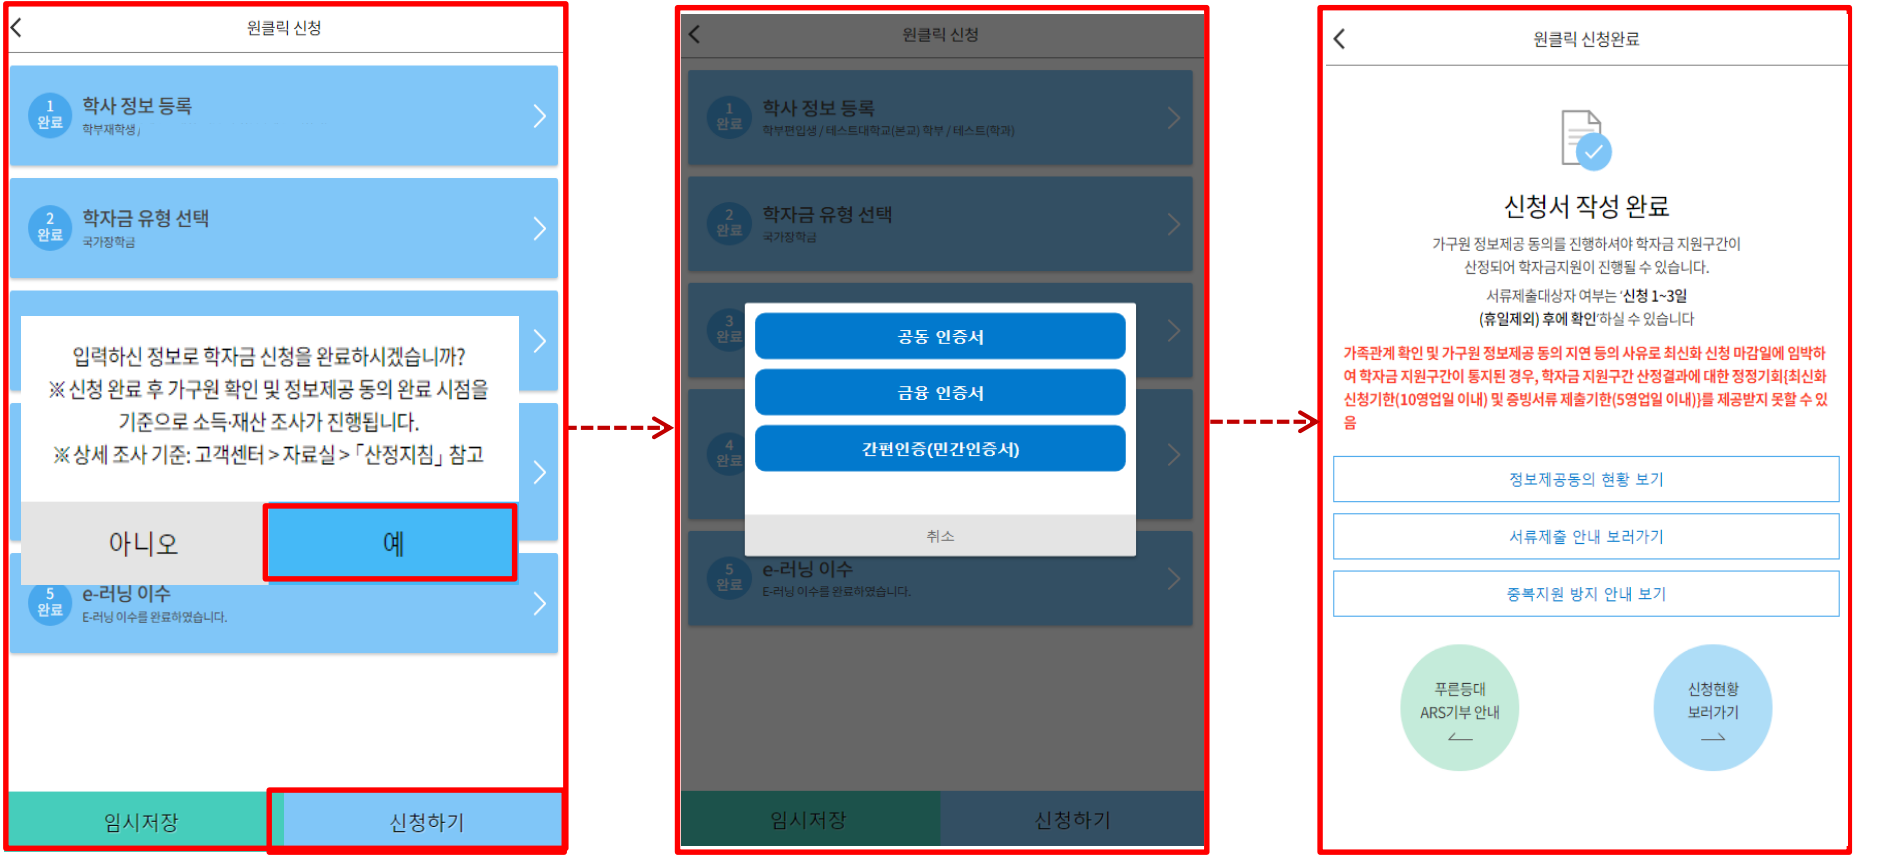 원클릭 신청
1
완료
학사 정보 등록
학부재학생 /
2
완료
학자금 유형 선택
국가장학금
입력하신 정보로 학자금 신청을 완료하시겠습니까?
※ 신청 완료 후 가구원 확인 및 정보제공 동의 완료 시점을
기준으로 소득·재산 조사가 진행됩니다.
※ 상세 조사 기준: 고객센터 > 자료실 > 「산정지침」 참고
아니오
예
5
완료
e-러닝 이수
E-러닝 이수를 완료하였습니다.
임시저장
신청하기
원클릭 신청
1
완료
학사 정보 등록
학부편입생 / 테스트대학교(본교) 학부 / 테스트(학과)
2
완료
학자금 유형 선택
국가장학금
3
완료
공동 인증서
금융 인증서
4
완료
간편인증(민간인증서)
취소
5
완료
e-러닝 이수
E-러닝 이수를 완료하였습니다.
임시저장
신청하기
원클릭 신청완료
신청서 작성 완료
가구원 정보제공 동의를 진행하셔야 학자금 지원구간이
산정되어 학자금지원이 진행될 수 있습니다.
서류제출대상자 여부는 '신청 1~3일
(휴일제외) 후에 확인'하실 수 있습니다
가족관계 확인 및 가구원 정보제공 동의 지연 등의 사유로 최신화 신청 마감일에 임박하
여 학자금 지원구간이 통지된 경우, 학자금 지원구간 산정결과에 대한 정정기회{최신화
신청기한(10영업일 이내) 및 증빙서류 제출기한(5영업일 이내)}를 제공받지 못할 수 있
음
정보제공동의 현황 보기
서류제출 안내 보러가기
중복지원 방지 안내 보기
푸른등대
ARS기부 안내
신청현황
보러가기